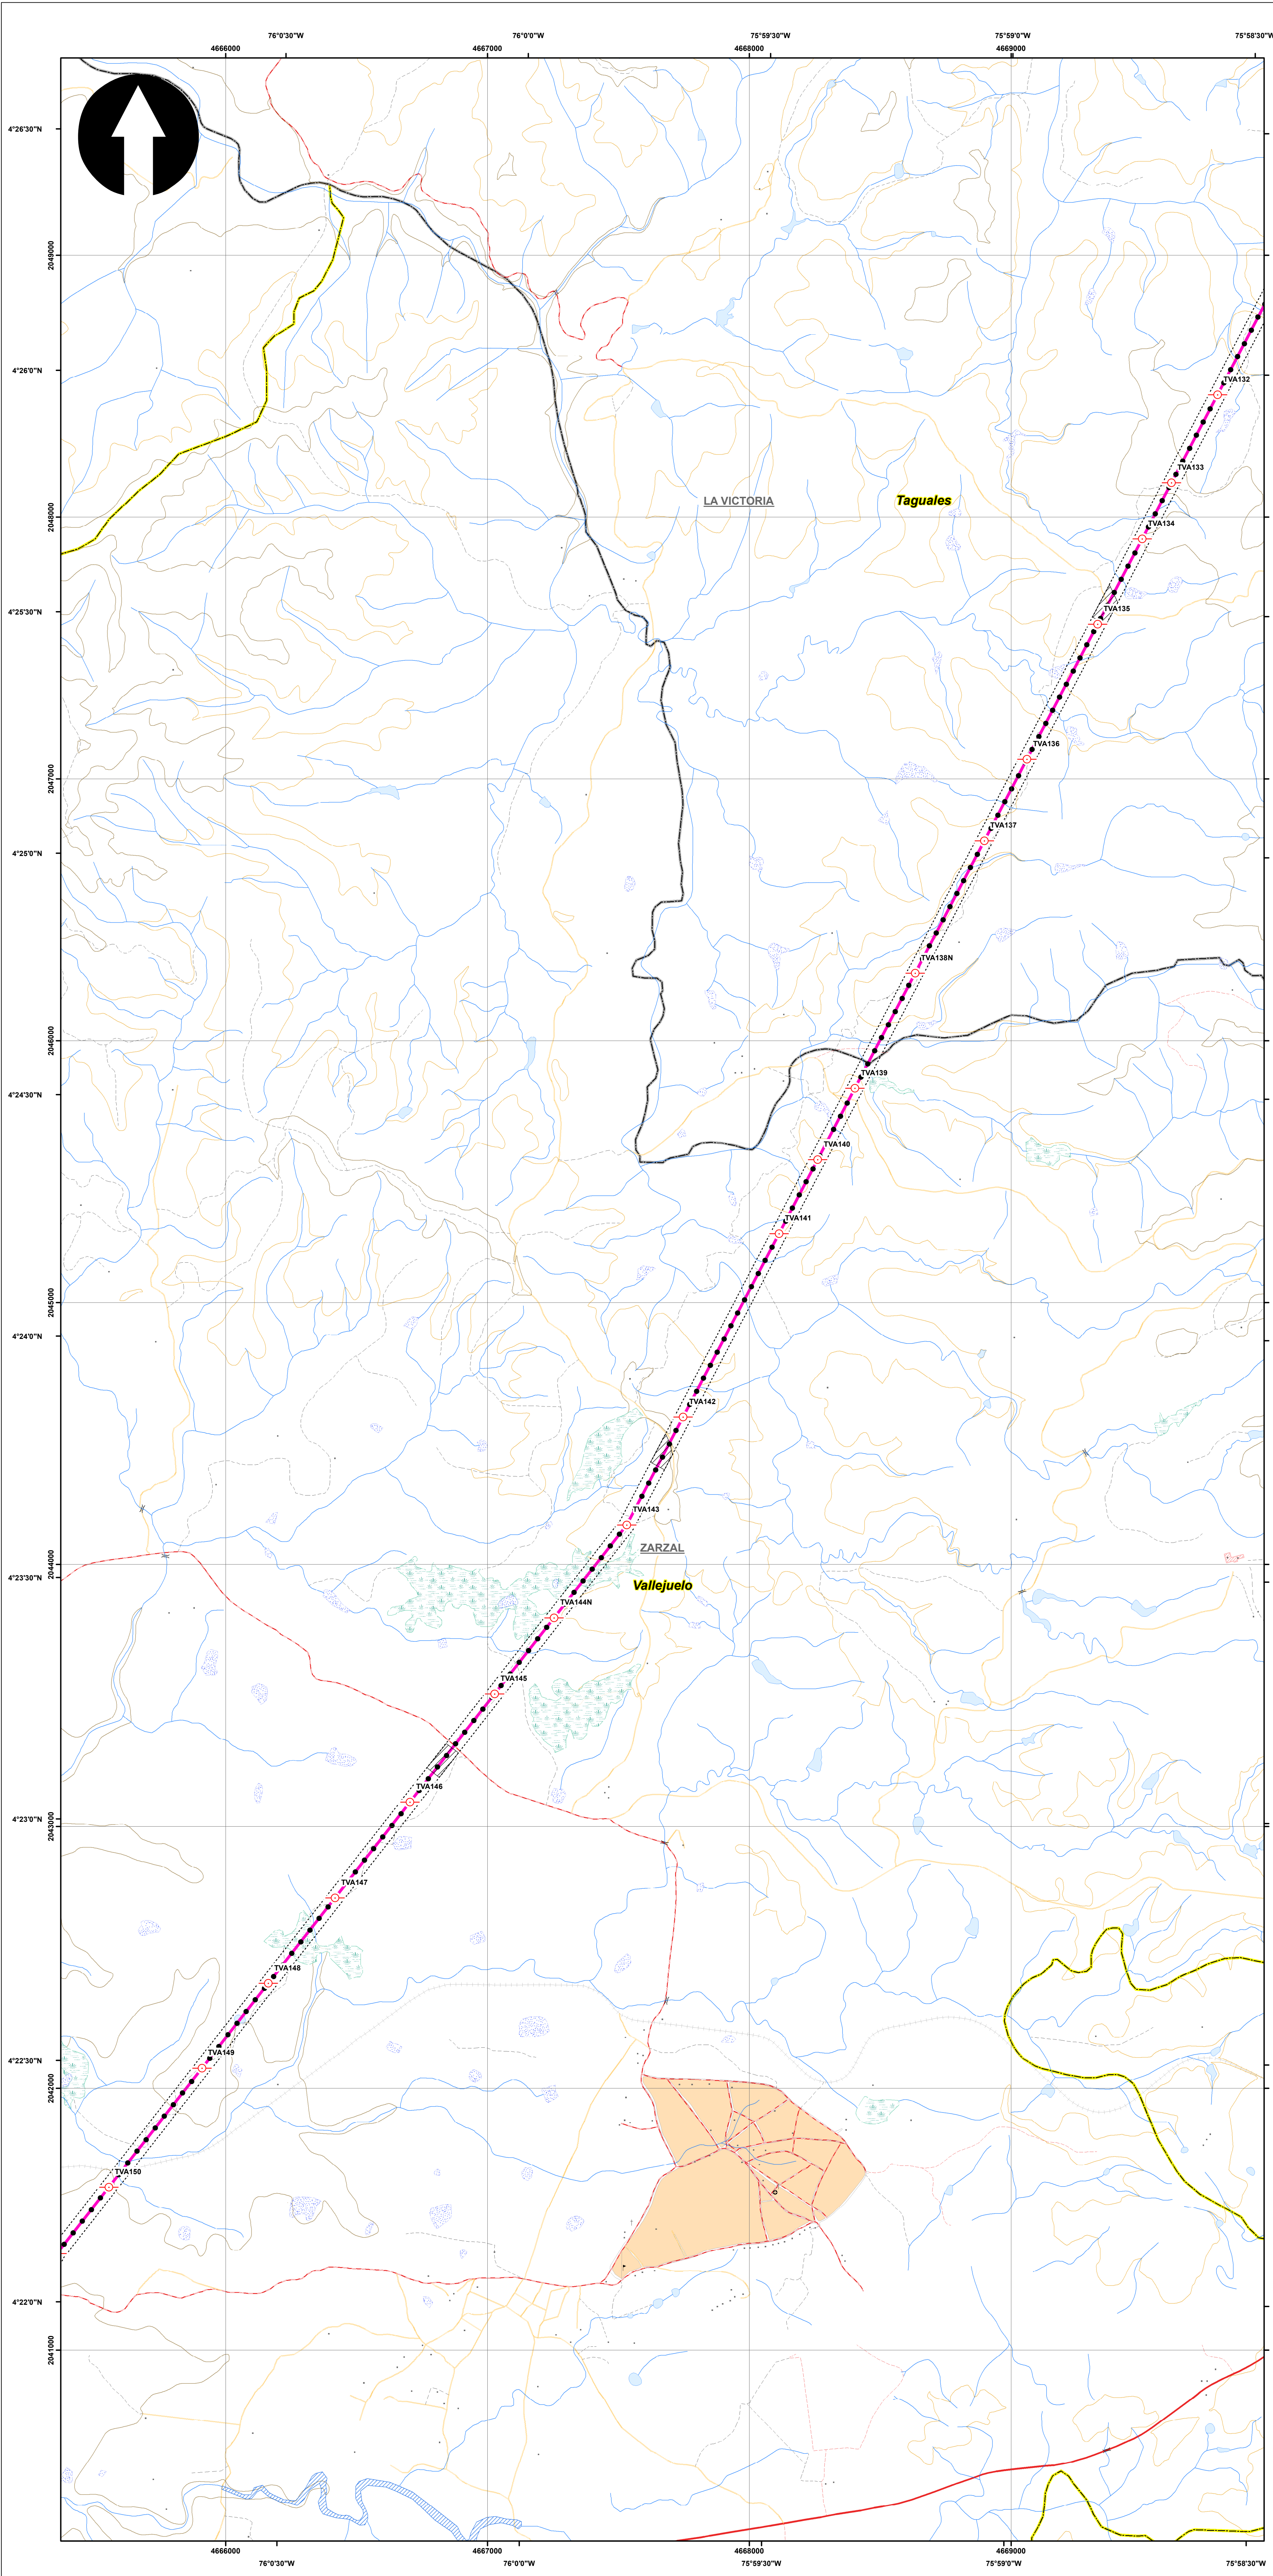 76°0'30"W 76°0'0"W 75°59'30"W 75°59'0"W 75°58'30"W
4666000 4667000 4668000 4669000
4°26'30"N
2049000
4°26'0"N
TVA132
TVA133
LA VICTORIA Taguales
2048000
TVA134
4°25'30"N
TVA135
TVA136
2047000
TVA137
4°25'0"N
TVA138N
2046000
TVA139
4°24'30"N
TVA140
TVA141
2045000
4°24'0"N
TVA142
TVA143
ZARZAL
2044000
4°23'30"N
Vallejuelo
TVA144N
TVA145
TVA146
4°23'0"N
2043000
TVA147
TVA148
TVA149
4°22'30"N
2042000
TVA150
4°22'0"N
2041000
4666000 4667000 4668000 4669000
76°0'30"W 76°0'0"W 75°59'30"W 75°59'0"W 75°58'30"W